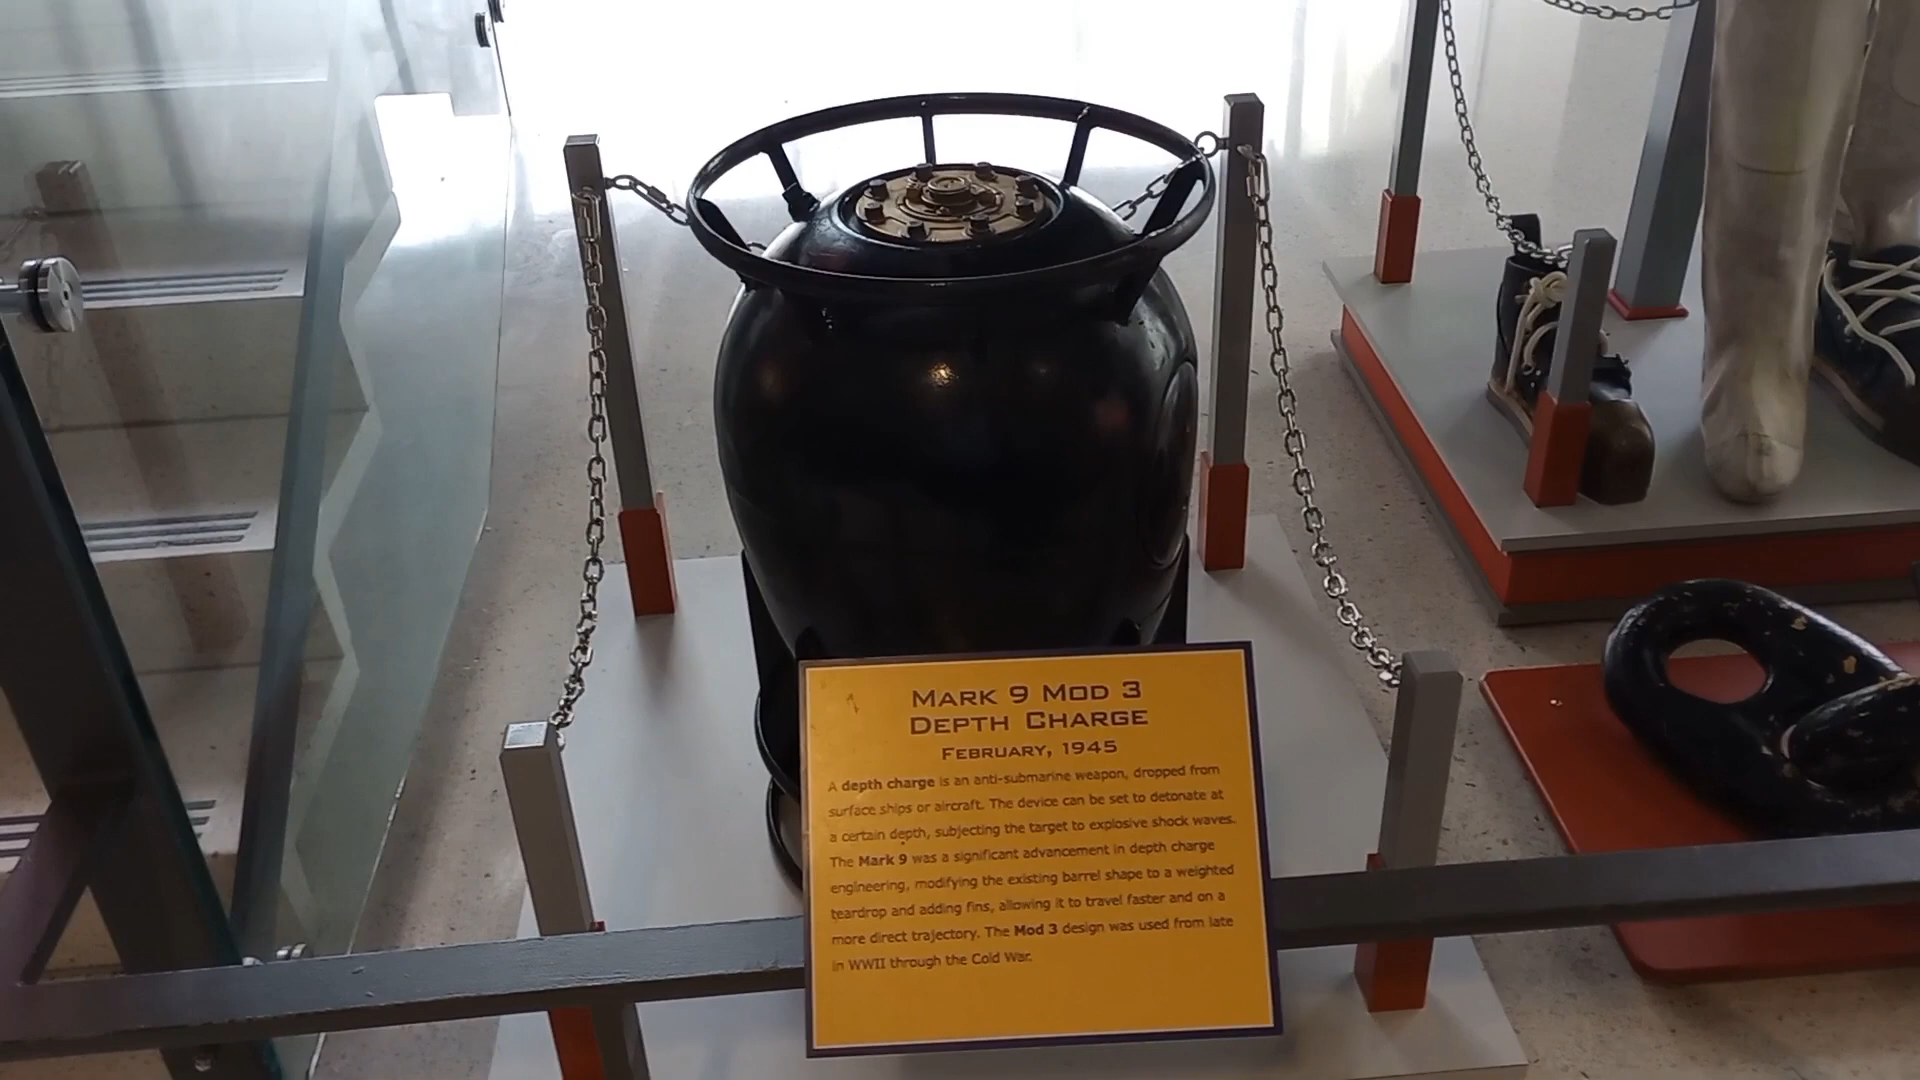 MARK 9 MOD 3
DEPTH CHARGE
FEBRUARY, 1945
A depth charge is an anti-submarine weapon, dropped from
surface ships or aircraft. The device can be set to detonate at
a certain depth, subjecting the target to explosive shock waves.
The Mark 9 was a significant advancement in depth charge
engineering, modifying the existing barrel shape to a weighted
teardrop and adding fins, allowing it to travel faster and on a
more direct trajectory. The Mod 3 design was used from late
in WWII through the Cold War.